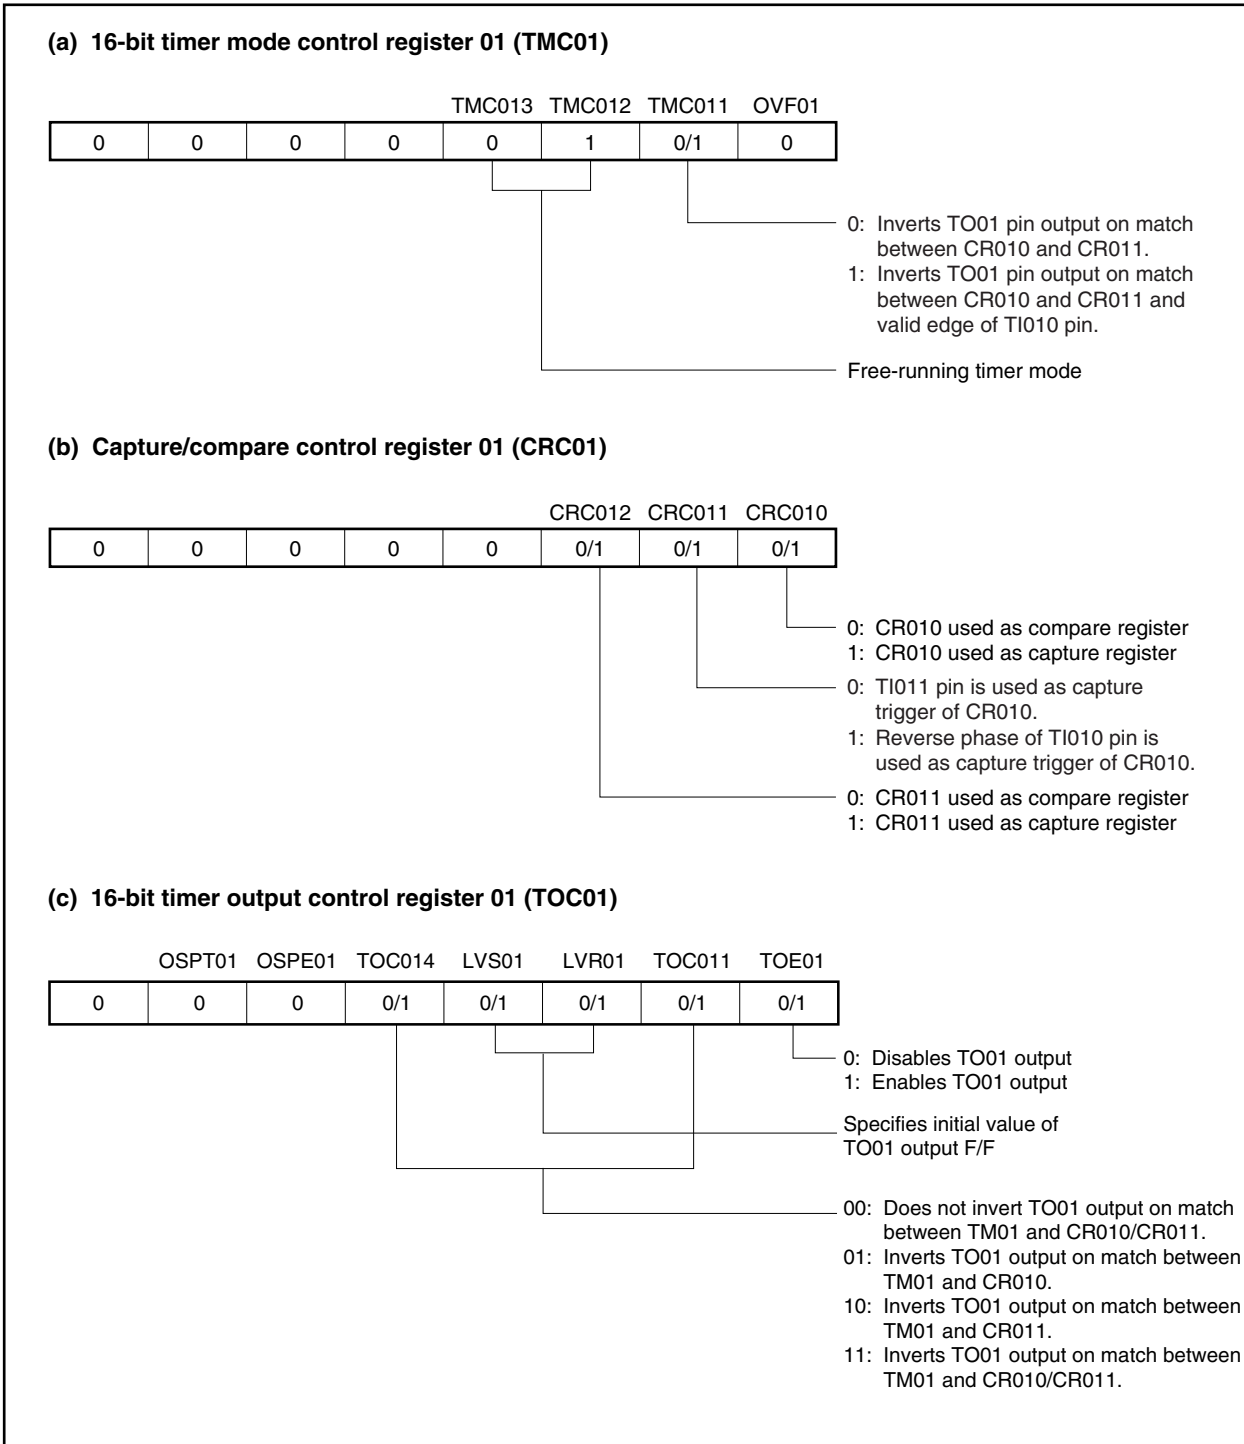 (a) 16-bit timer mode control register 01 (TMC01)
TMC013 TMC012 TMC011 OVF01
0 0 0 0 0 1 0/1 0
0: Inverts TO01 pin output on match
between CR010 and CR011.
1: Inverts TO01 pin output on match
between CR010 and CR011 and
valid edge of TI010 pin.
Free-running timer mode
(b) Capture/compare control register 01 (CRC01)
CRC012 CRC011 CRC010
0 0 0 0 0 0/1 0/1 0/1
0: CR010 used as compare register
1: CR010 used as capture register
0: TI011 pin is used as capture
trigger of CR010.
1: Reverse phase of TI010 pin is
used as capture trigger of CR010.
0: CR011 used as compare register
1: CR011 used as capture register
(c) 16-bit timer output control register 01 (TOC01)
OSPT01 OSPE01 TOC014 LVS01 LVR01 TOC011 TOE01
0 0 0 0/1 0/1 0/1 0/1 0/1
0: Disables TO01 output
1: Enables TO01 output
Specifies initial value of
TO01 output F/F
00: Does not invert TO01 output on match
between TM01 and CR010/CR011.
01: Inverts TO01 output on match between
TM01 and CR010.
10: Inverts TO01 output on match between
TM01 and CR011.
11: Inverts TO01 output on match between
TM01 and CR010/CR011.